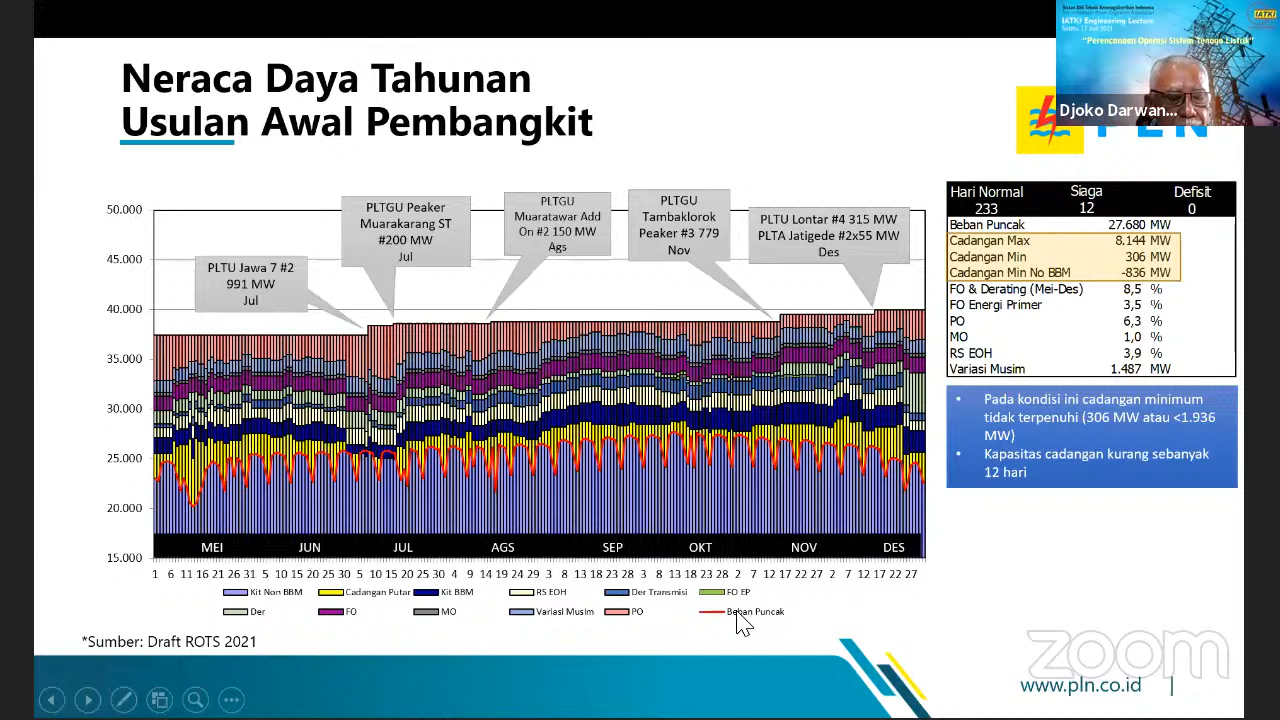 Ikatan Ahli Teknik Ketenagalistrikan Indonesia
IATKI
IATKI Engineering Lecture
Sabtu, 17 Juli 2021
"Perencanaan Operasi Sistem Tenaga Listrik"
Djoko Darwan...
PLN
Neraca Daya Tahunan
Usulan Awal Pembangkit
50.000
45.000
40.000
35.000
30.000
25.000
20.000
15.000
PLTU Jawa 7 #2
991 MW
Jul
PLTGU Peaker
Muarakarang ST
#200 MW
Jul
PLTGU
Muaratawar Add
On #2 150 MW
Ags
PLTGU
Tambaklorok
Peaker #3 779
Nov
PLTU Lontar #4 315 MW
PLTA Jatigede #2x55 MW
Des
MEI JUN JUL AGS SEP OKT NOV DES
1 6 11 16 21 26 31 5 10 15 20 25 30 5 10 15 20 25 30 4 9 14 19 24 29 3 8 13 18 23 28 3 8 13 18 23 28 2 7 12 17 22 27 2 7 12 17 22 27
Kit Non BBM Cadangan Putar Kit BBM RS EOH Der Transmisi FO EP
Der FO MO Variasi Musim PO Beban Puncak
Hari Normal Siaga Defisit
233 12 0
Beban Puncak 27.680 MW
Cadangan Max 8.144 MW
Cadangan Min 306 MW
Cadangan Min No BBM -836 MW
FO & Derating (Mei-Des) 8,5 %
FO Energi Primer 3,5 %
PO 6,3 %
MO 1,0 %
RS EOH 3,9 %
Variasi Musim 1.487 MW
• Pada kondisi ini cadangan minimum
tidak terpenuhi (306 MW atau <1.936
MW)
• Kapasitas cadangan kurang sebanyak
12 hari
*Sumber: Draft ROTS 2021
zoom
www.pln.co.id |